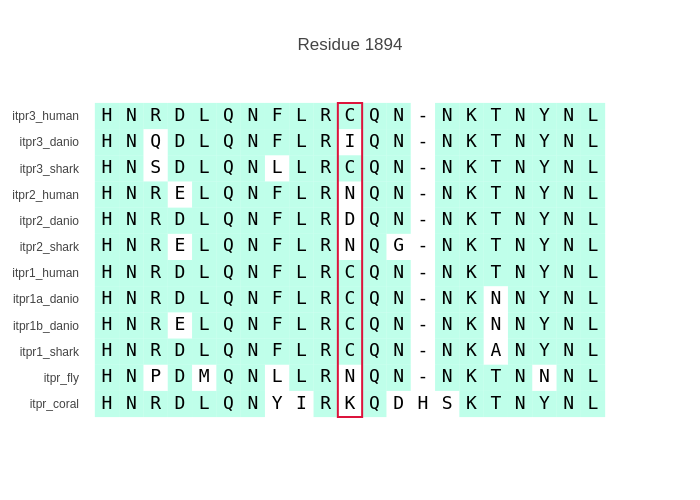 Residue 1894
itpr3_human H N R D L Q N F L R C Q N - N K T N Y N L
itpr3_danio H N Q D L Q N F L R I Q N - N K T N Y N L
itpr3_shark H N S D L Q N L L R C Q N - N K T N Y N L
itpr2_human H N R E L Q N F L R N Q N - N K T N Y N L
itpr2_danio H N R D L Q N F L R D Q N - N K T N Y N L
itpr2_shark H N R E L Q N F L R N Q G - N K T N Y N L
itpr1_human H N R D L Q N F L R C Q N - N K T N Y N L
itpr1a_danio H N R D L Q N F L R C Q N - N K N N Y N L
itpr1b_danio H N R E L Q N F L R C Q N - N K N N Y N L
itpr1_shark H N R D L Q N F L R C Q N - N K A N Y N L
itpr_fly H N P D M Q N L L R N Q N - N K T N N N L
itpr_coral H N R D L Q N Y I R K Q D H S K T N Y N L